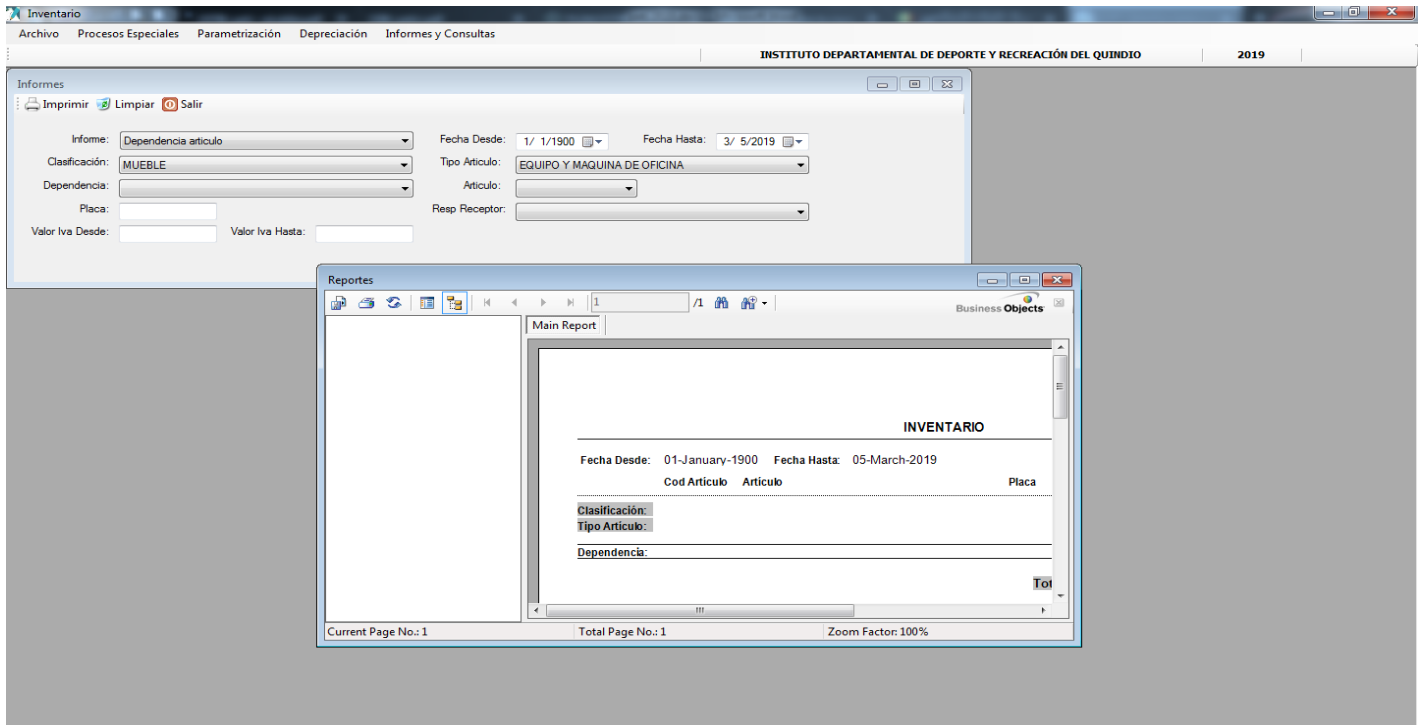 Inventario
Archivo Procesos Especiales Parametrización Depreciación Informes y Consultas
INSTITUTO DEPARTAMENTAL DE DEPORTE Y RECREACIÓN DEL QUINDIO 2019
Informes
Imprimir Limpiar Salir
Informe: Dependencia articulo Fecha Desde: 1/ 1/1900 Fecha Hasta: 3/ 5/2019
Clasificación: MUEBLE Tipo Articulo: EQUIPO Y MAQUINA DE OFICINA
Dependencia: Articulo:
Placa: Resp Receptor:
Valor Iva Desde: Valor Iva Hasta:
Reportes
1 /1 Business Objects
Main Report
INVENTARIO
Fecha Desde: 01-January-1900 Fecha Hasta: 05-March-2019
Cod Articulo Articulo Placa
Clasificación:
Tipo Articulo:
Dependencia:
Tot
Current Page No.: 1 Total Page No.: 1 Zoom Factor: 100%